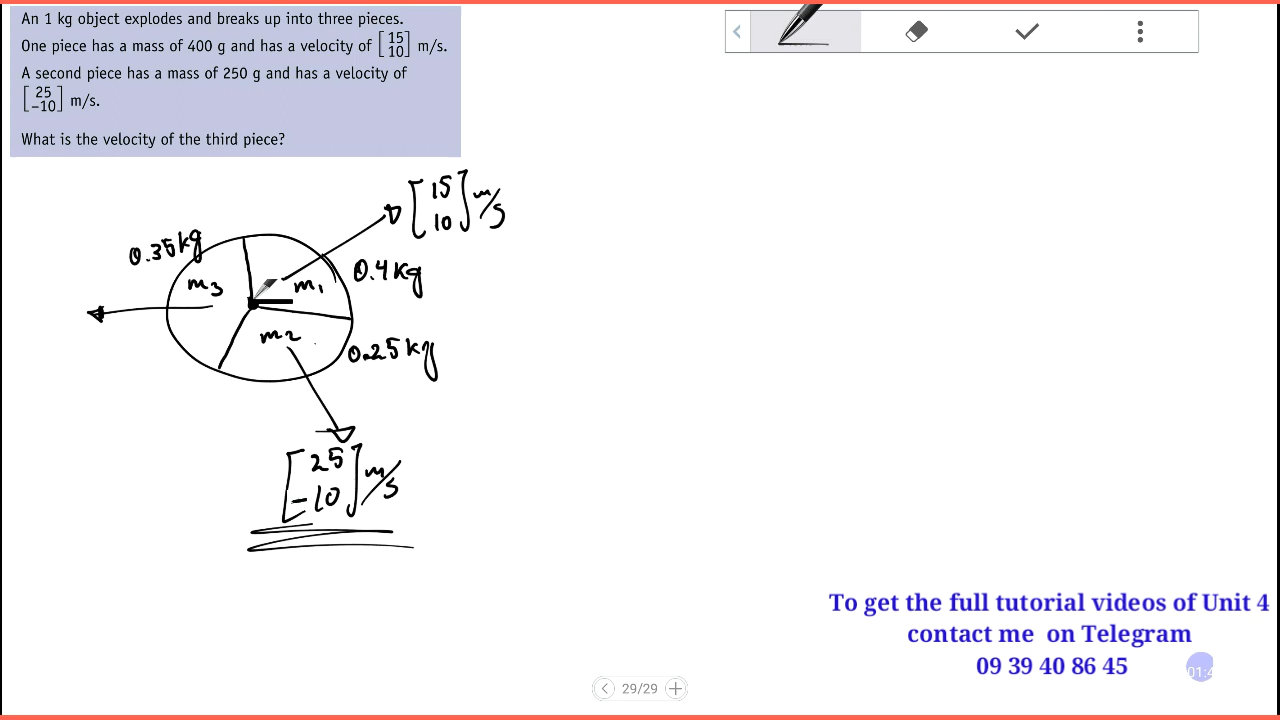 An 1 kg object explodes and breaks up into three pieces.
One piece has a mass of 400 g and has a velocity of [15 10] m/s.
A second piece has a mass of 250 g and has a velocity of
[25 −10] m/s.
What is the velocity of the third piece?
[15 10] m/s
0.35kg
m3
m1
0.4kg
m2
0.25kg
[25 −10] m/s
To get the full tutorial videos of Unit 4
contact me on Telegram
09 39 40 86 45
29/29